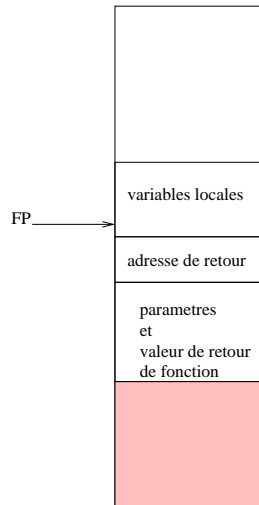 variables locales
FP
adresse de retour
parametres
et
valeur de retour
de fonction